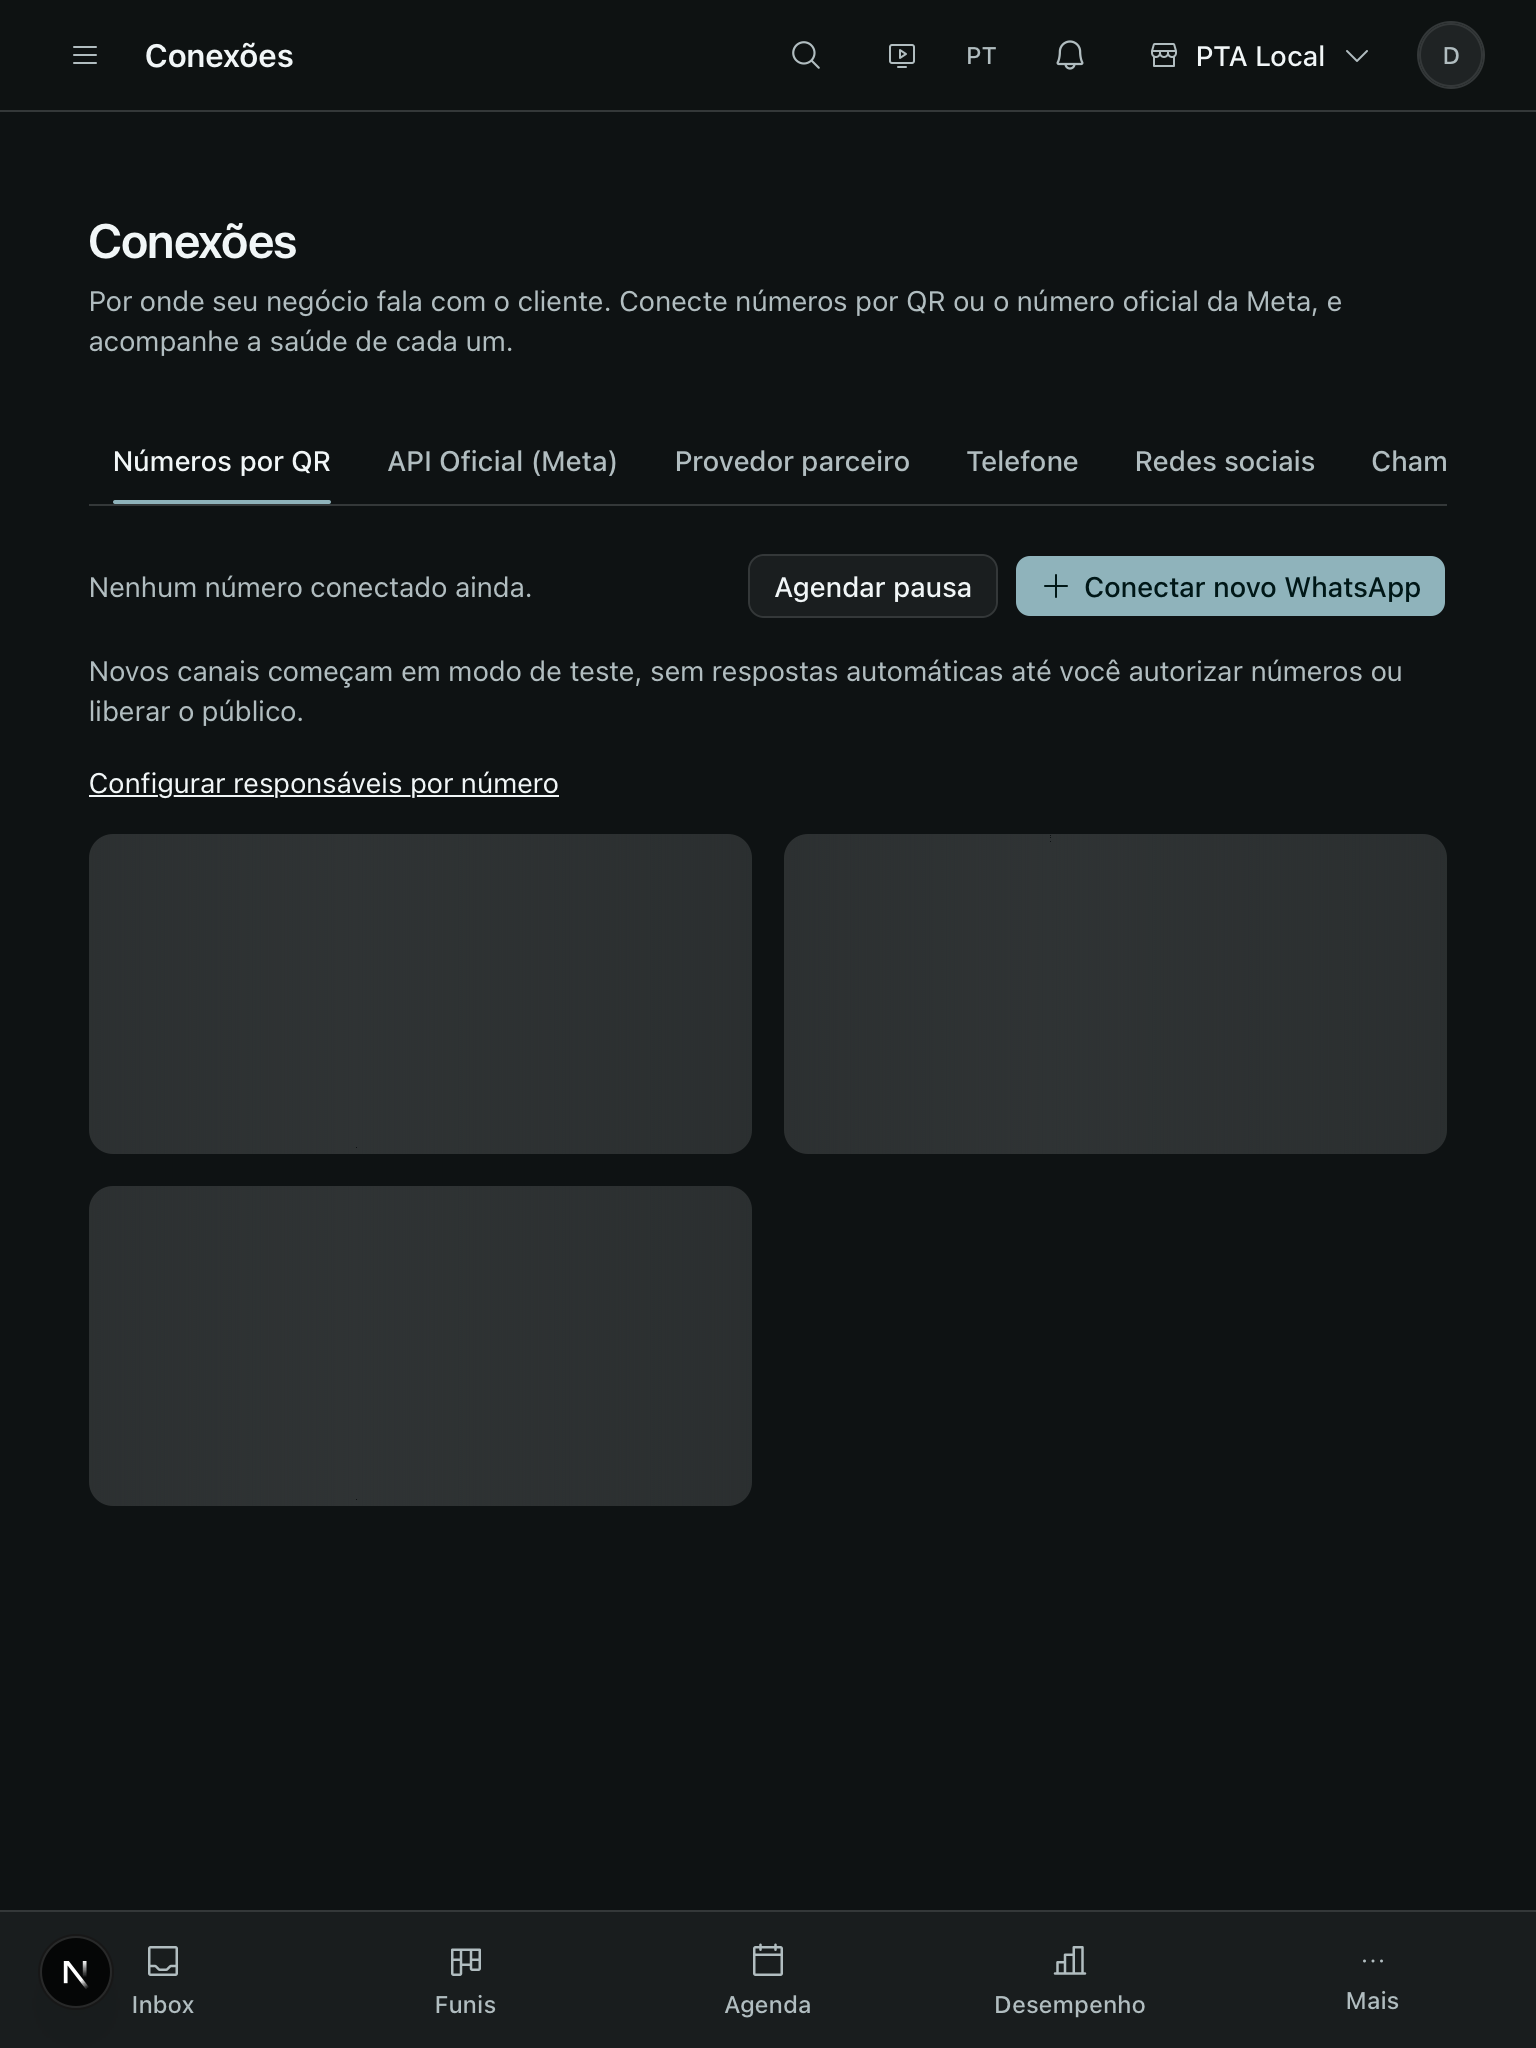 Conexões
PT
PTA Local
D
Conexões
Por onde seu negócio fala com o cliente. Conecte números por QR ou o número oficial da Meta, e
acompanhe a saúde de cada um.
Números por QR
API Oficial (Meta)
Provedor parceiro
Telefone
Redes sociais
Cham
Nenhum número conectado ainda.
Agendar pausa
Conectar novo WhatsApp
Novos canais começam em modo de teste, sem respostas automáticas até você autorizar números ou
liberar o público.
Configurar responsáveis por número
N
Inbox
Funis
Agenda
Desempenho
Mais